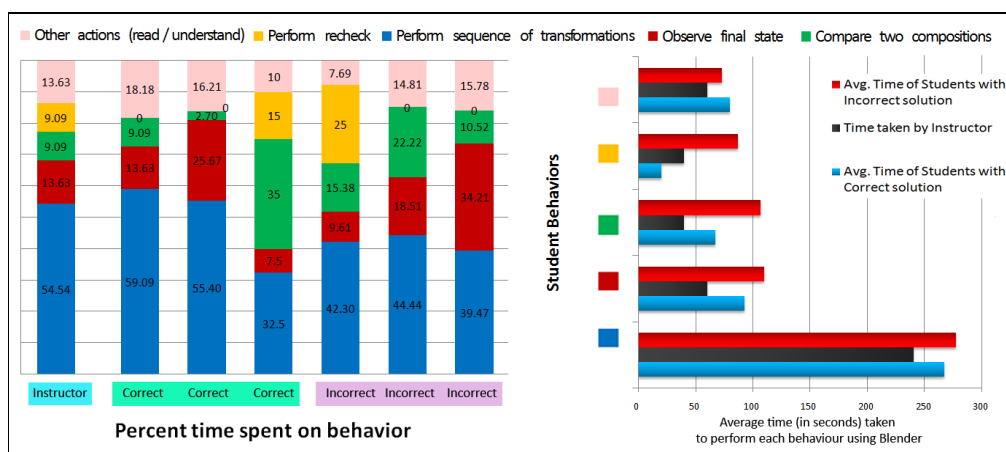 Other actions (read / understand) Perform recheck Perform sequence of transformations Observe final state Compare two compositions
13.63 18.18 16.21 10 7.69 14.81 15.78
9.09 0 0 15 25 0 0
9.09 9.09 2.70 35 15.38 22.22 10.52
13.63 13.63 25.67 7.5 9.61 18.51 34.21
54.54 59.09 55.40 32.5 42.30 44.44 39.47
Instructor Correct Correct Correct Incorrect Incorrect Incorrect
Percent time spent on behavior
Student Behaviors
Avg. Time of Students with
Incorrect solution
Time taken by Instructor
Avg. Time of Students with
Correct solution
0 50 100 150 200 250 300
Average time (in seconds) taken
to perform each behaviour using Blender